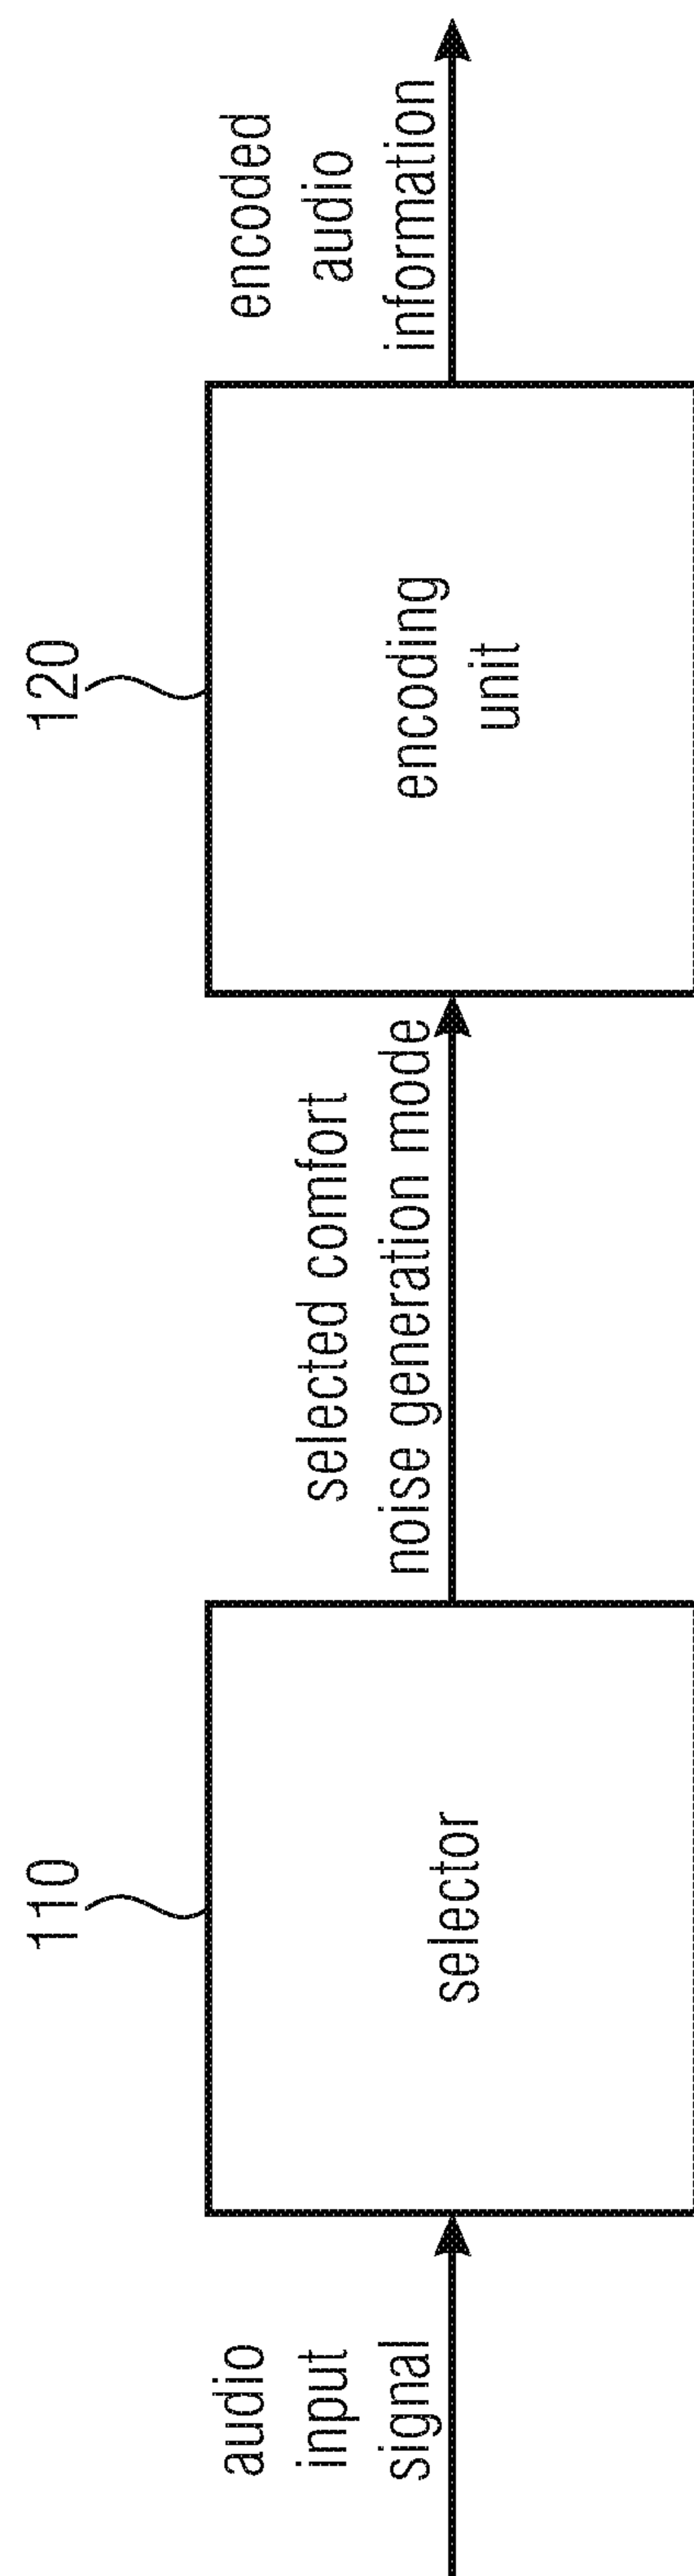 110
120
audio
input
signal
selector
selected comfort
noise generation mode
encoding
unit
encoded
audio
information